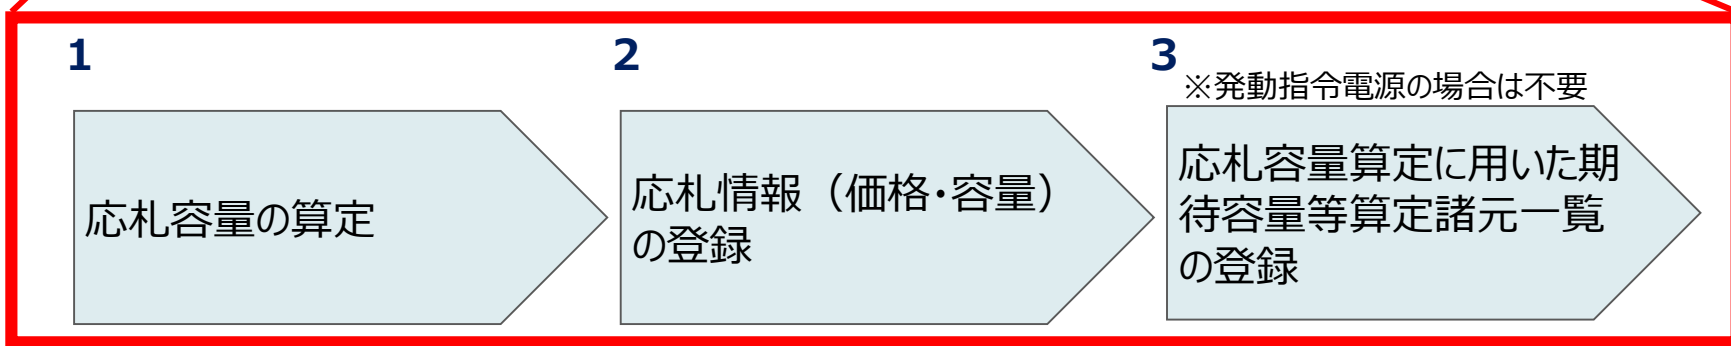 1
応札容量の算定
2
応札情報（価格・容量）
の登録
3
※発動指令電源の場合は不要
応札容量算定に用いた期
待容量等算定諸元一覧
の登録